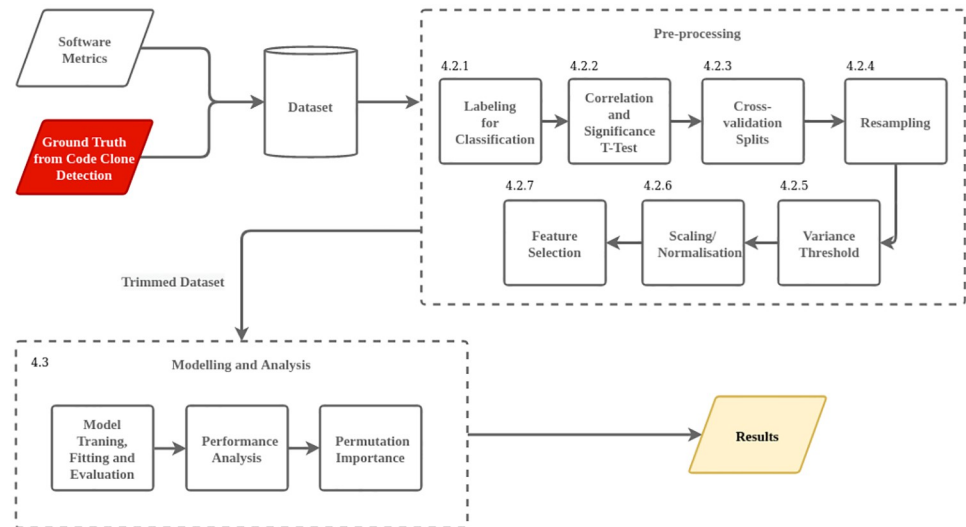 Software
Metrics
Ground Truth
from Code Clone
Detection
Dataset
Pre-processing
4.2.1
Labeling
for
Classification
4.2.2
Correlation
and
Significance
T-Test
4.2.3
Cross-
validation
Splits
4.2.4
Resampling
4.2.5
Variance
Threshold
4.2.6
Scaling/
Normalisation
4.2.7
Feature
Selection
Trimmed Dataset
4.3
Modelling and Analysis
Model
Traning,
Fitting and
Evaluation
Performance
Analysis
Permutation
Importance
Results